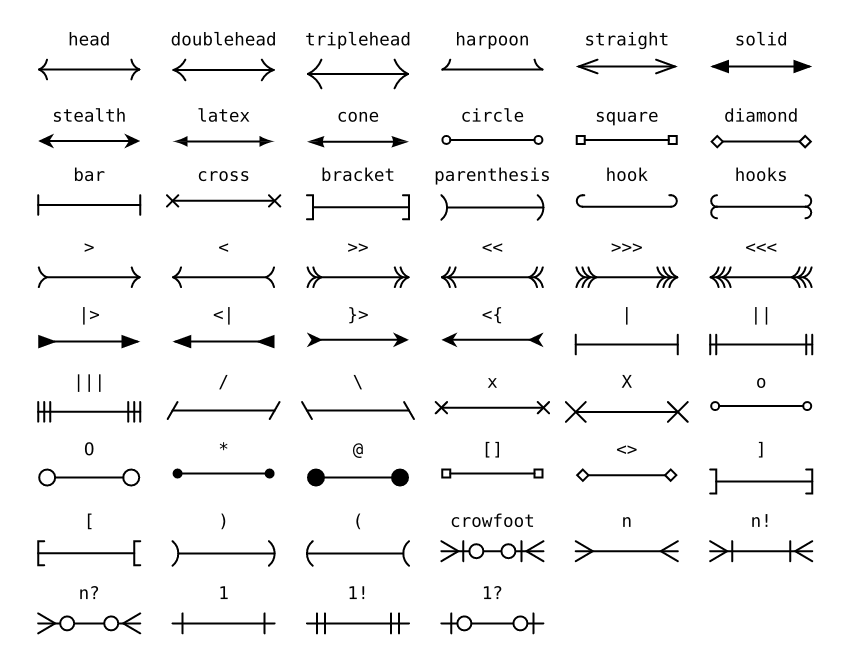 head doublehead triplehead harpoon straight solid
stealth latex cone circle square diamond
bar cross bracket parenthesis hook hooks
> < >> << >>> <<<
|> <| }> <{ | ||
||| / \ x X o
O * @ [] <> ]
[ ) ( crowfoot n n!
n? 1 1! 1?